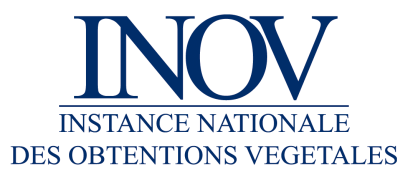 INOV
INSTANCE NATIONALE
DES OBTENTIONS VEGETALES